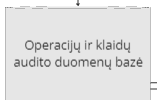 Operacijų ir klaidų
audito duomenų bazė